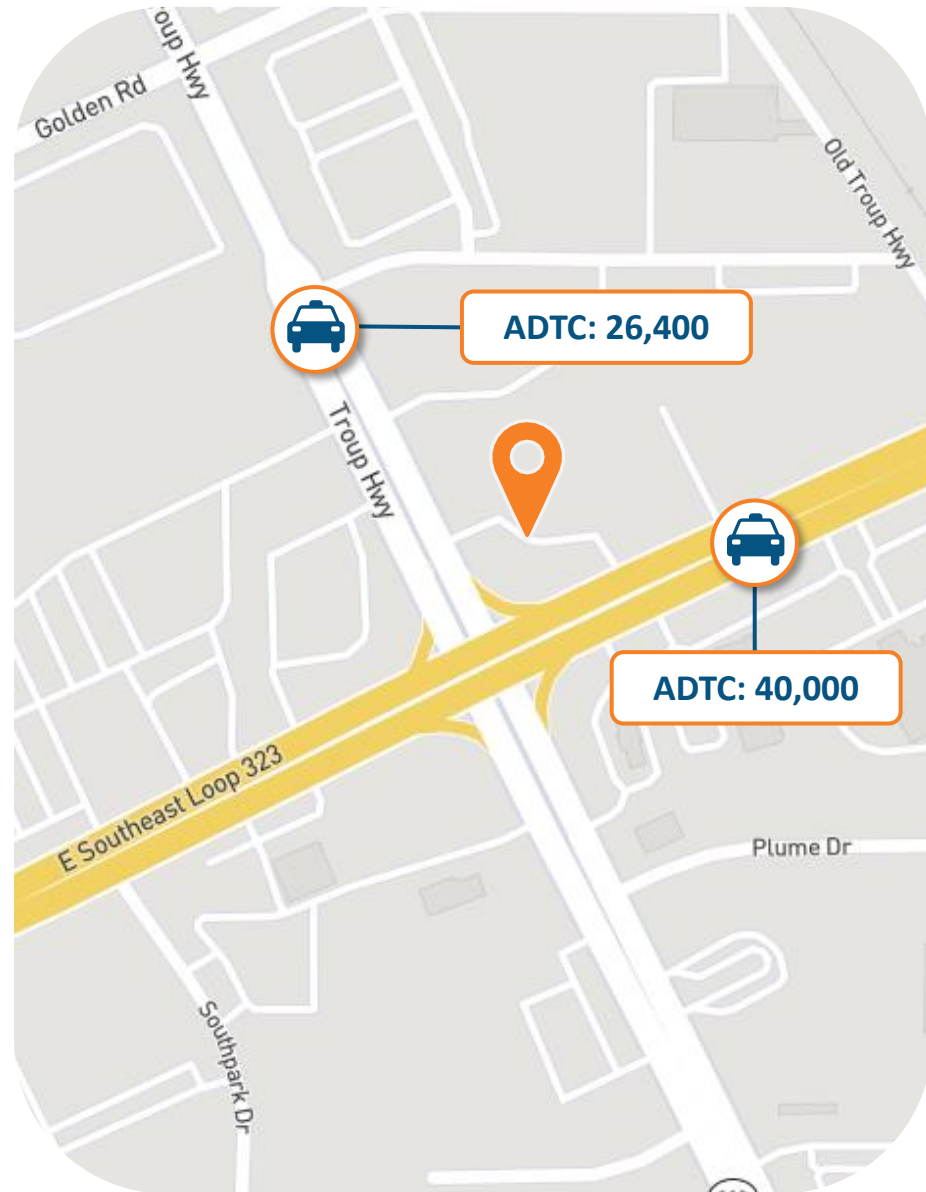 roup Hwy
Golden Rd
Old Troup Hwy
ADTC: 26,400
Troup Hwy
ADTC: 40,000
E Southeast Loop 323
Plume Dr
Southpark Dr